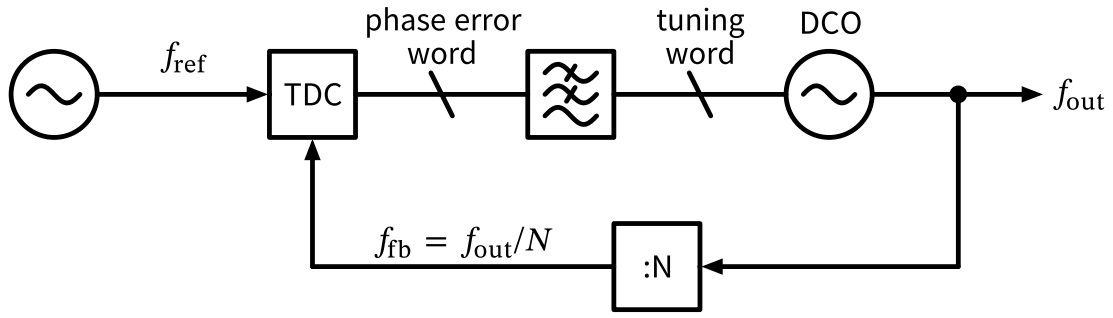 phase error
word
tuning
word
DCO
f_ref
TDC
f_out
f_fb = f_out/N
:N